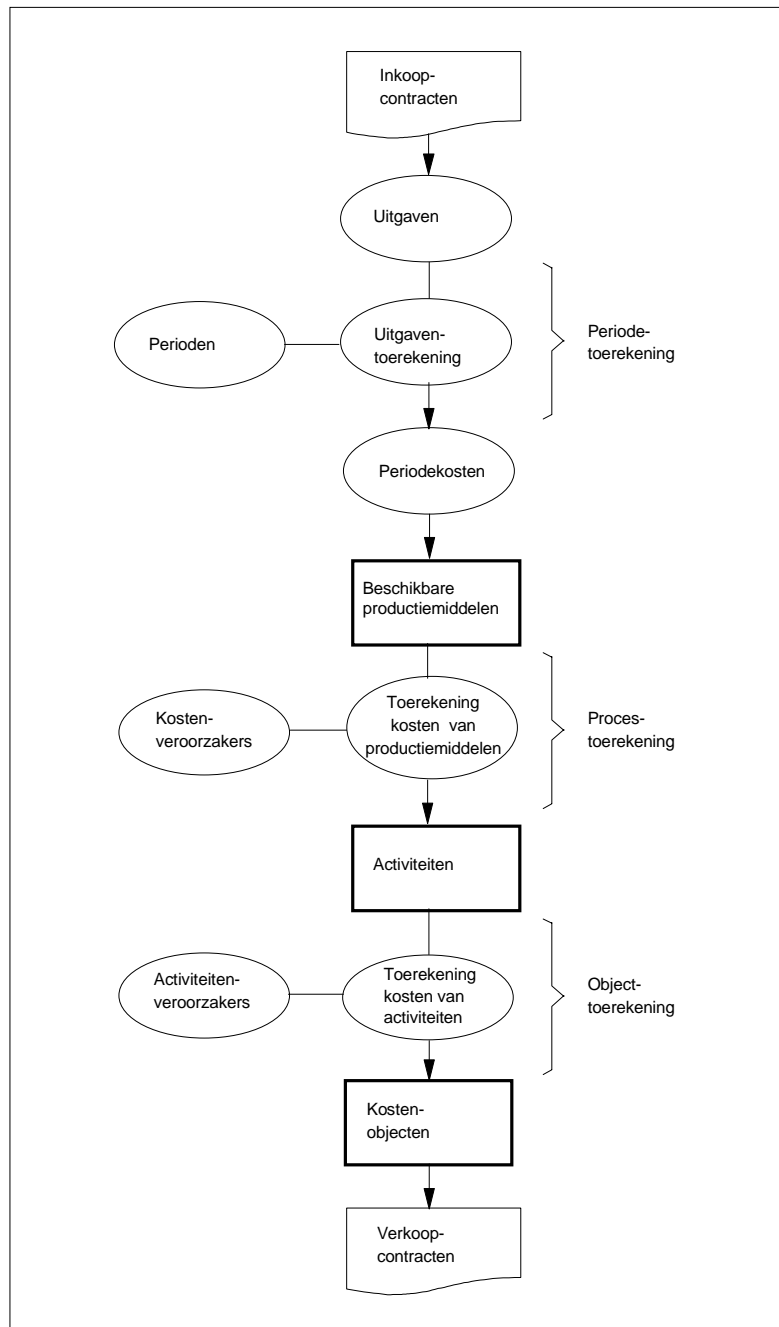 Inkoop-
contracten
Uitgaven
Perioden
Uitgaven-
toerekening
Periode-
toerekening
Periodekosten
Beschikbare
productiemiddelen
Kosten-
veroorzakers
Toerekening
kosten van
productiemiddelen
Proces-
toerekening
Activiteiten
Activiteiten-
veroorzakers
Toerekening
kosten van
activiteiten
Object-
toerekening
Kosten-
objecten
Verkoop-
contracten